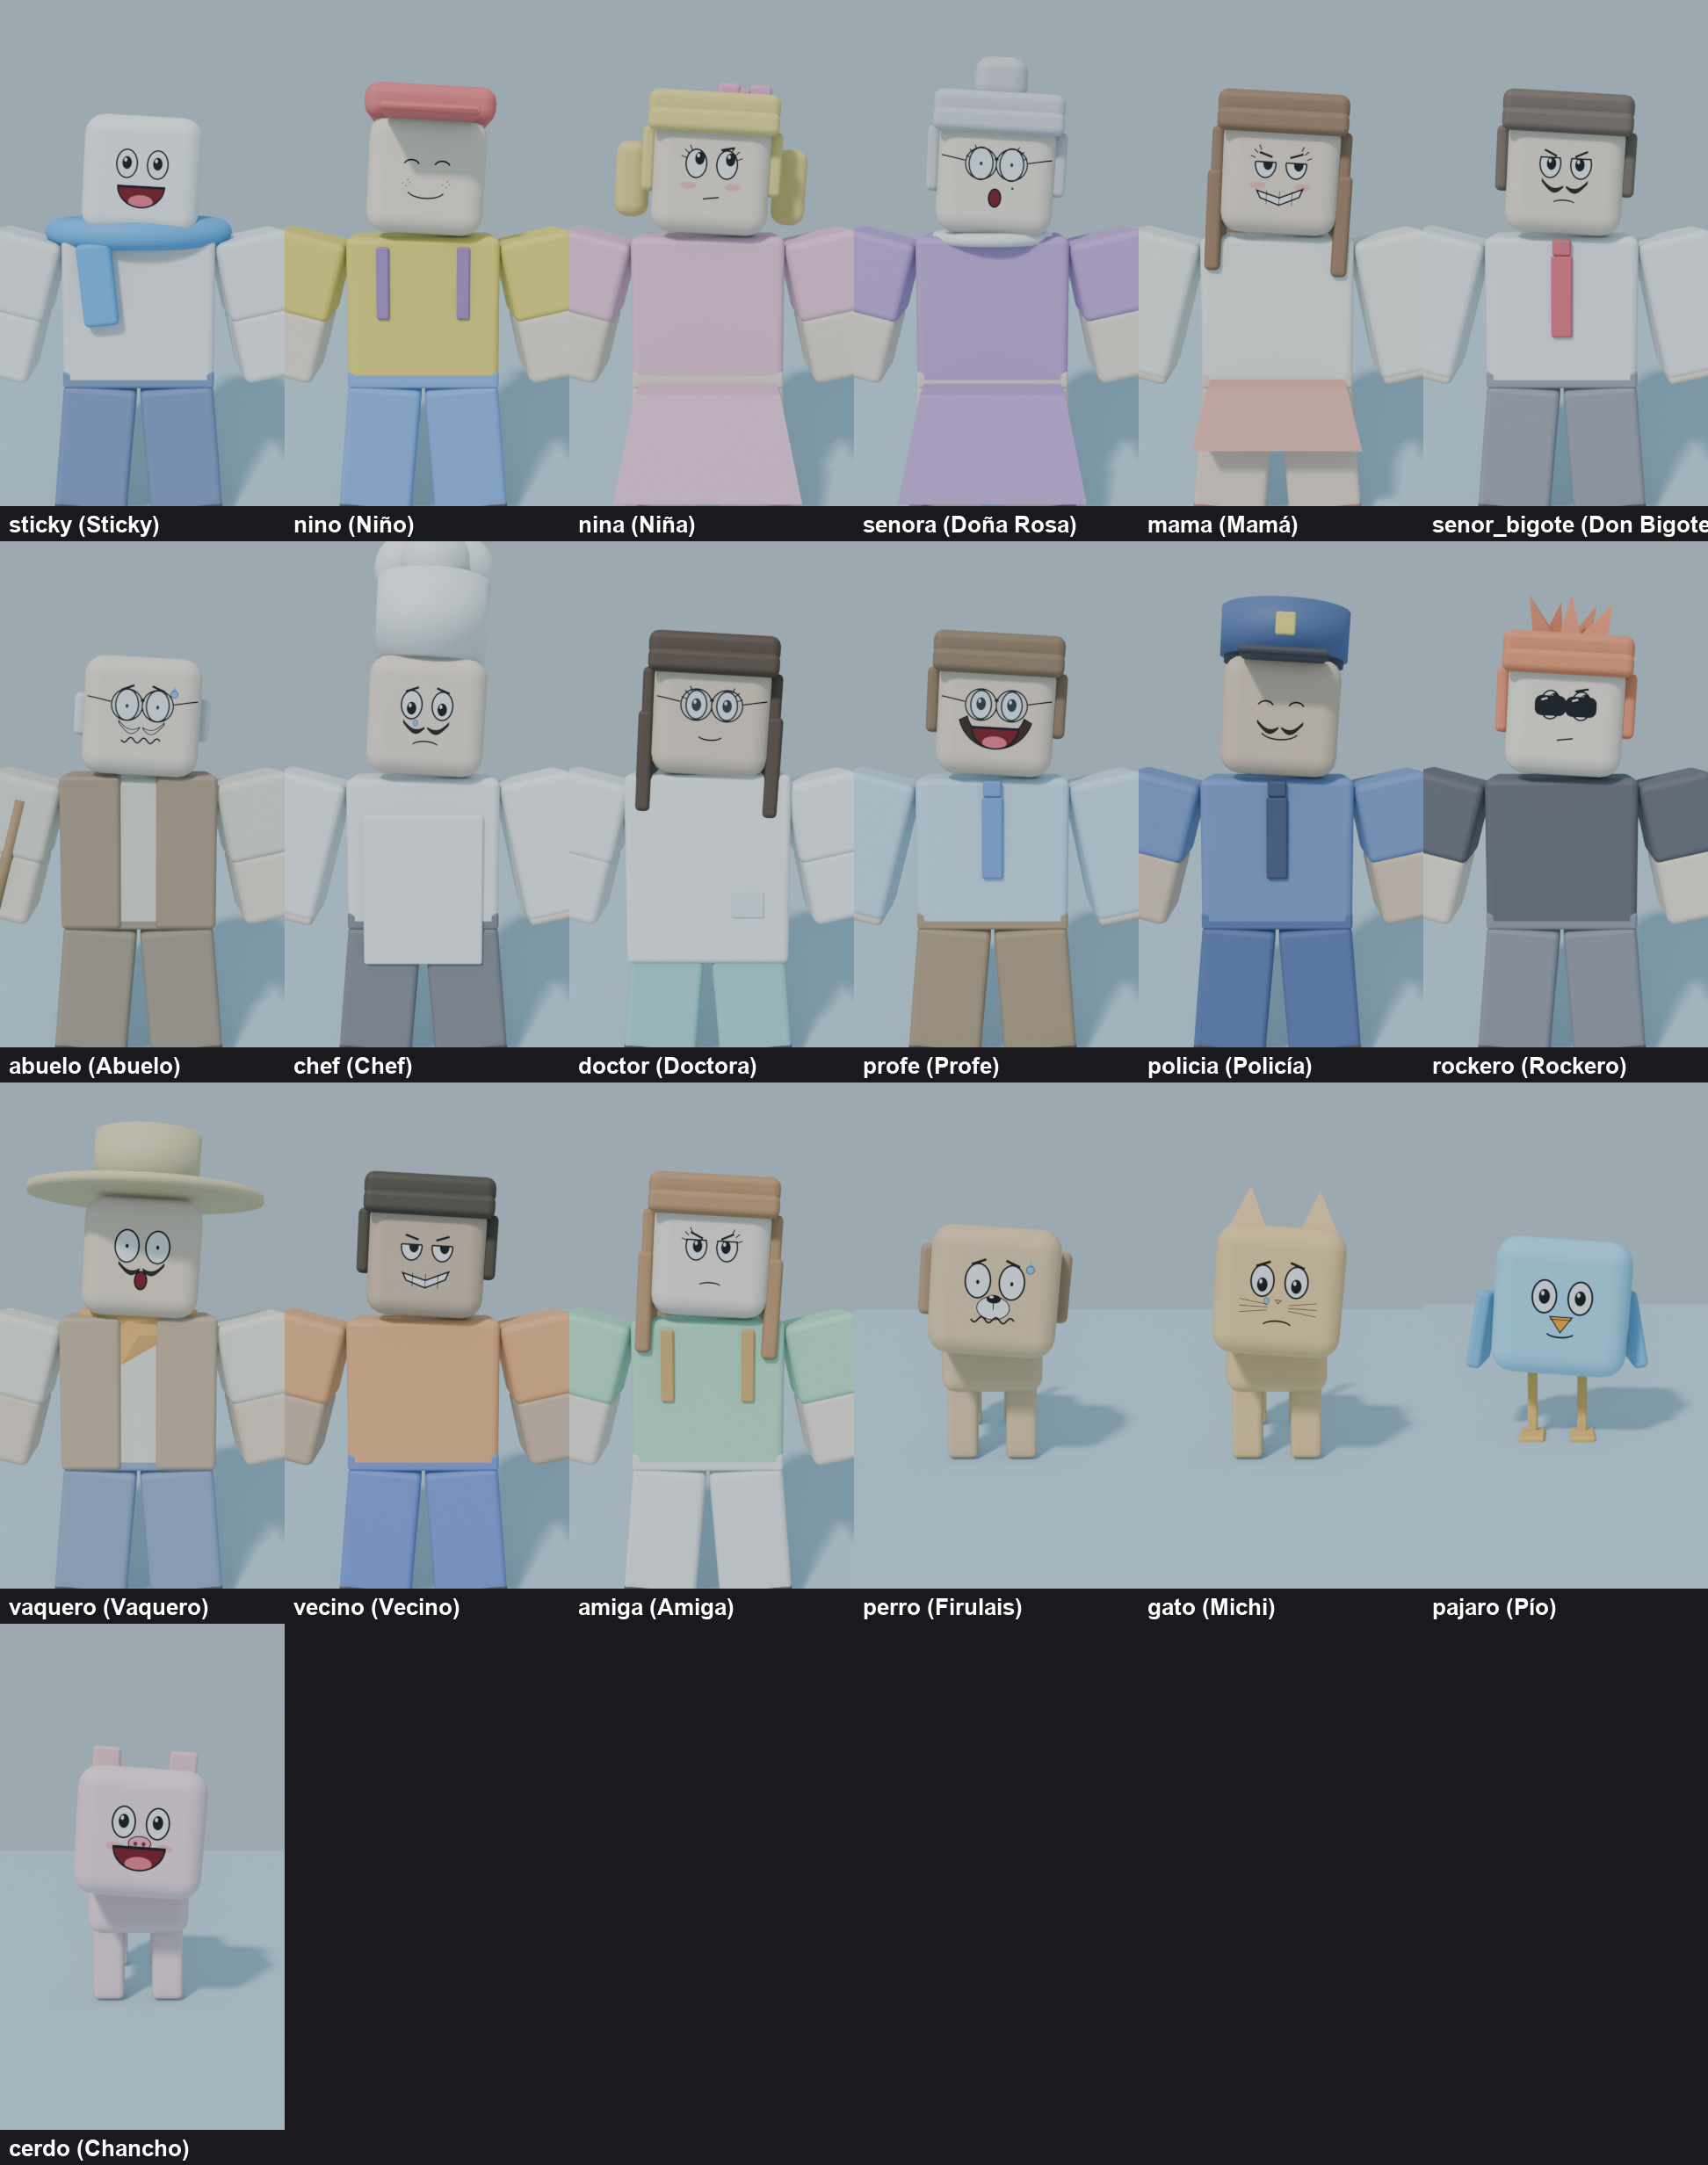 sticky (Sticky)
nino (Niño)
nina (Niña)
senora (Doña Rosa)
mama (Mamá)
senor_bigote (Don Bigote
abuelo (Abuelo)
chef (Chef)
doctor (Doctora)
profe (Profe)
policia (Policía)
rockero (Rockero)
vaquero (Vaquero)
vecino (Vecino)
amiga (Amiga)
perro (Firulais)
gato (Michi)
pajaro (Pío)
cerdo (Chancho)